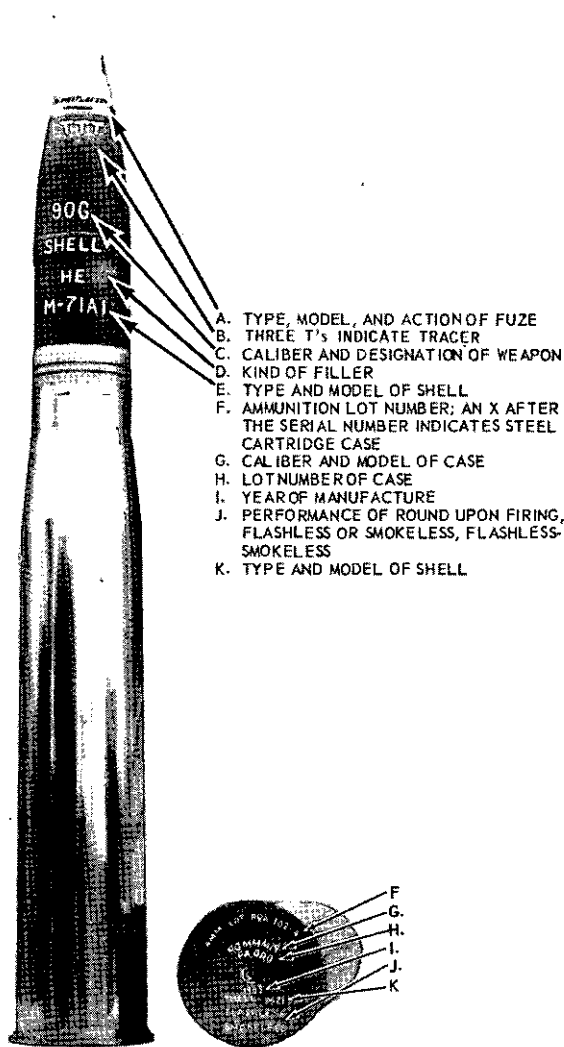 TTT
90G
SHELL
HE
M-71A1
A. TYPE, MODEL, AND ACTION OF FUZE
B. THREE T's INDICATE TRACER
C. CALIBER AND DESIGNATION OF WEAPON
D. KIND OF FILLER
E. TYPE AND MODEL OF SHELL
F. AMMUNITION LOT NUMBER; AN X AFTER
THE SERIAL NUMBER INDICATES STEEL
CARTRIDGE CASE
G. CALIBER AND MODEL OF CASE
H. LOT NUMBER OF CASE
I. YEAR OF MANUFACTURE
J. PERFORMANCE OF ROUND UPON FIRING,
FLASHLESS OR SMOKELESS, FLASHLESS-
SMOKELESS
K. TYPE AND MODEL OF SHELL
F
G.
H.
I.
J.
K
AMM LOT